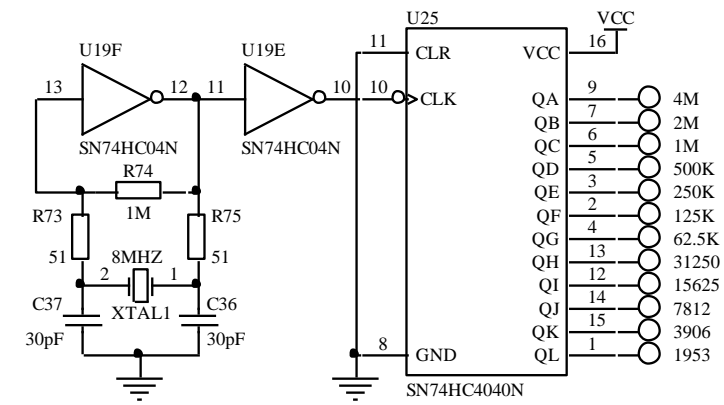 U25
VCC
U19F
U19E
11
CLR
VCC
16
13
12
11
10
10
CLK
QA
9
4M
QB
7
2M
SN74HC04N
SN74HC04N
QC
6
1M
R74
QD
5
500K
1M
QE
3
250K
R73
R75
QF
2
125K
51
51
QG
4
62.5K
8MHZ
QH
13
31250
2
1
QI
12
15625
C37
XTAL1
C36
QJ
14
7812
30pF
30pF
QK
15
3906
8
GND
QL
1
1953
SN74HC4040N